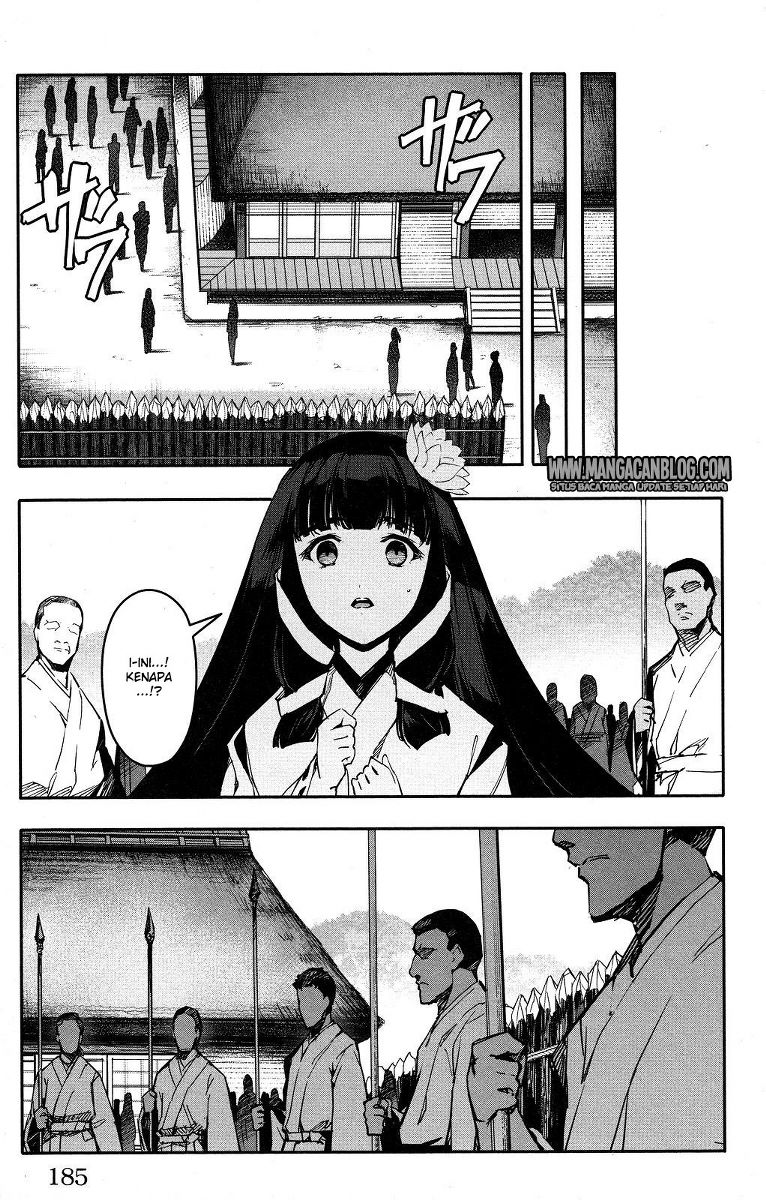 ザワ
ザワ
WWW.MANGACANBLOG.COM
SITUS BACA MANGA UPDATE SETIAP HARI
I-INI...!
KENAPA
...!?
185